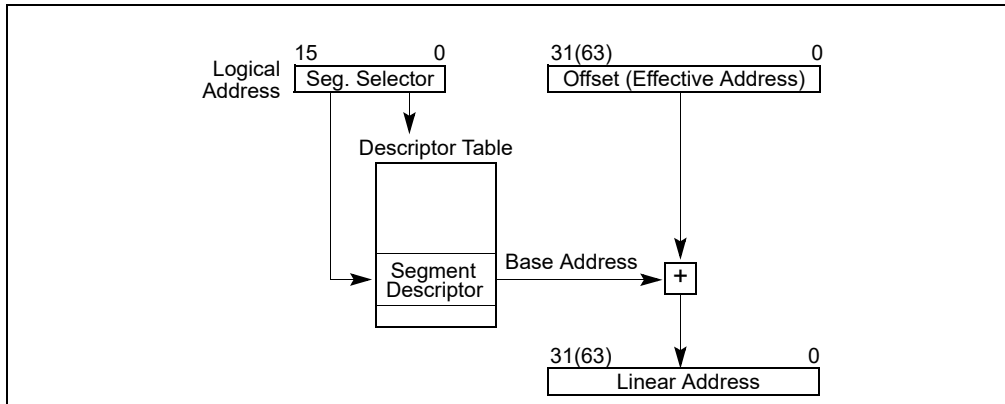 15 0 31(63) 0
Logical Address
Seg. Selector
Offset (Effective Address)
Descriptor Table
Segment Descriptor
Base Address
+
31(63) 0
Linear Address